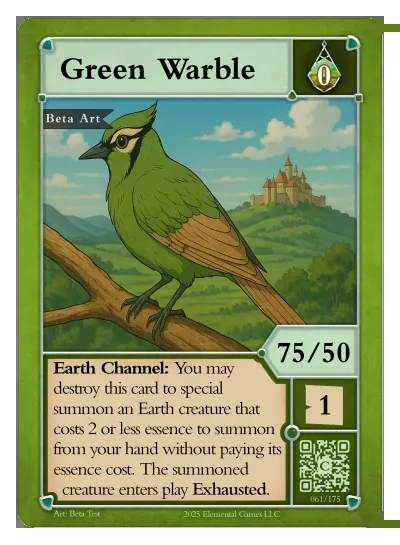 Green Warble
0
Beta Art
75/50
Earth Channel: You may
destroy this card to special
summon an Earth creature that
costs 2 or less essence to summon
from your hand without paying its
essence cost. The summoned
creature enters play Exhausted.
1
C
061/175
Art: Beta Test
2025 Elemental Games LLC